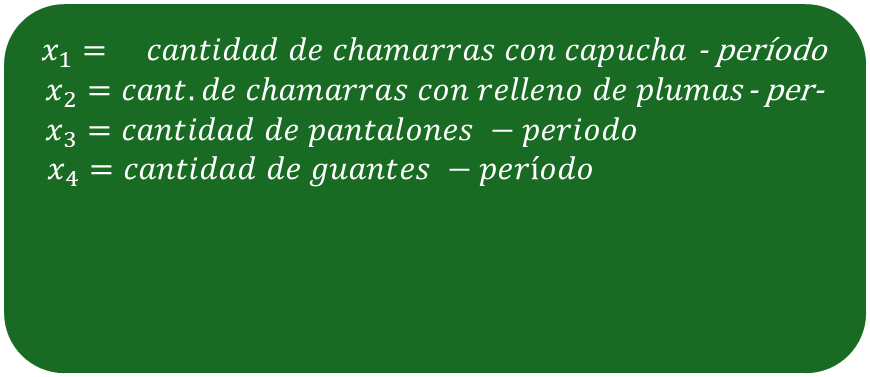 x₁ = cantidad de chamarras con capucha - período
x₂ = cant. de chamarras con relleno de plumas - per-
x₃ = cantidad de pantalones − periodo
x₄ = cantidad de guantes − período